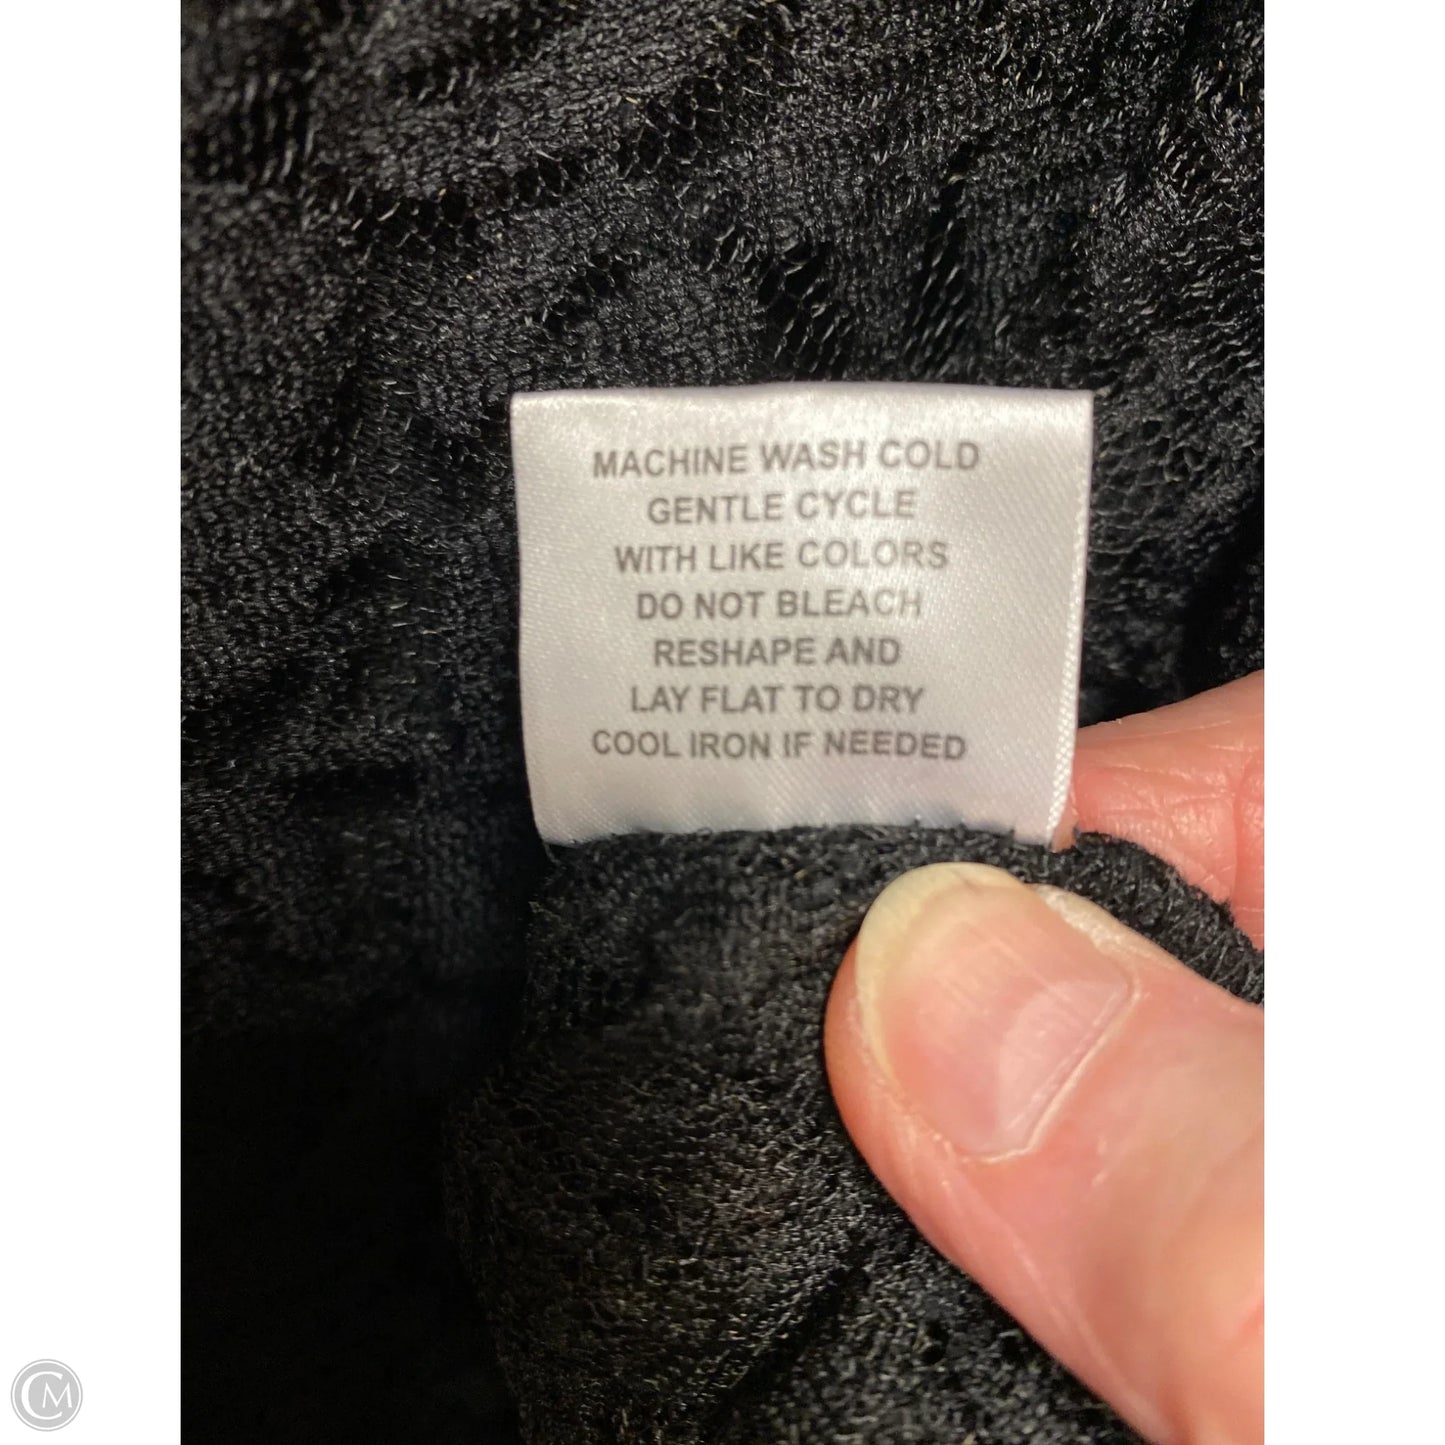 MACHINE WASH COLD
GENTLE CYCLE
WITH LIKE COLORS
DO NOT BLEACH
RESHAPE AND
LAY FLAT TO DRY
COOL IRON IF NEEDED
CM